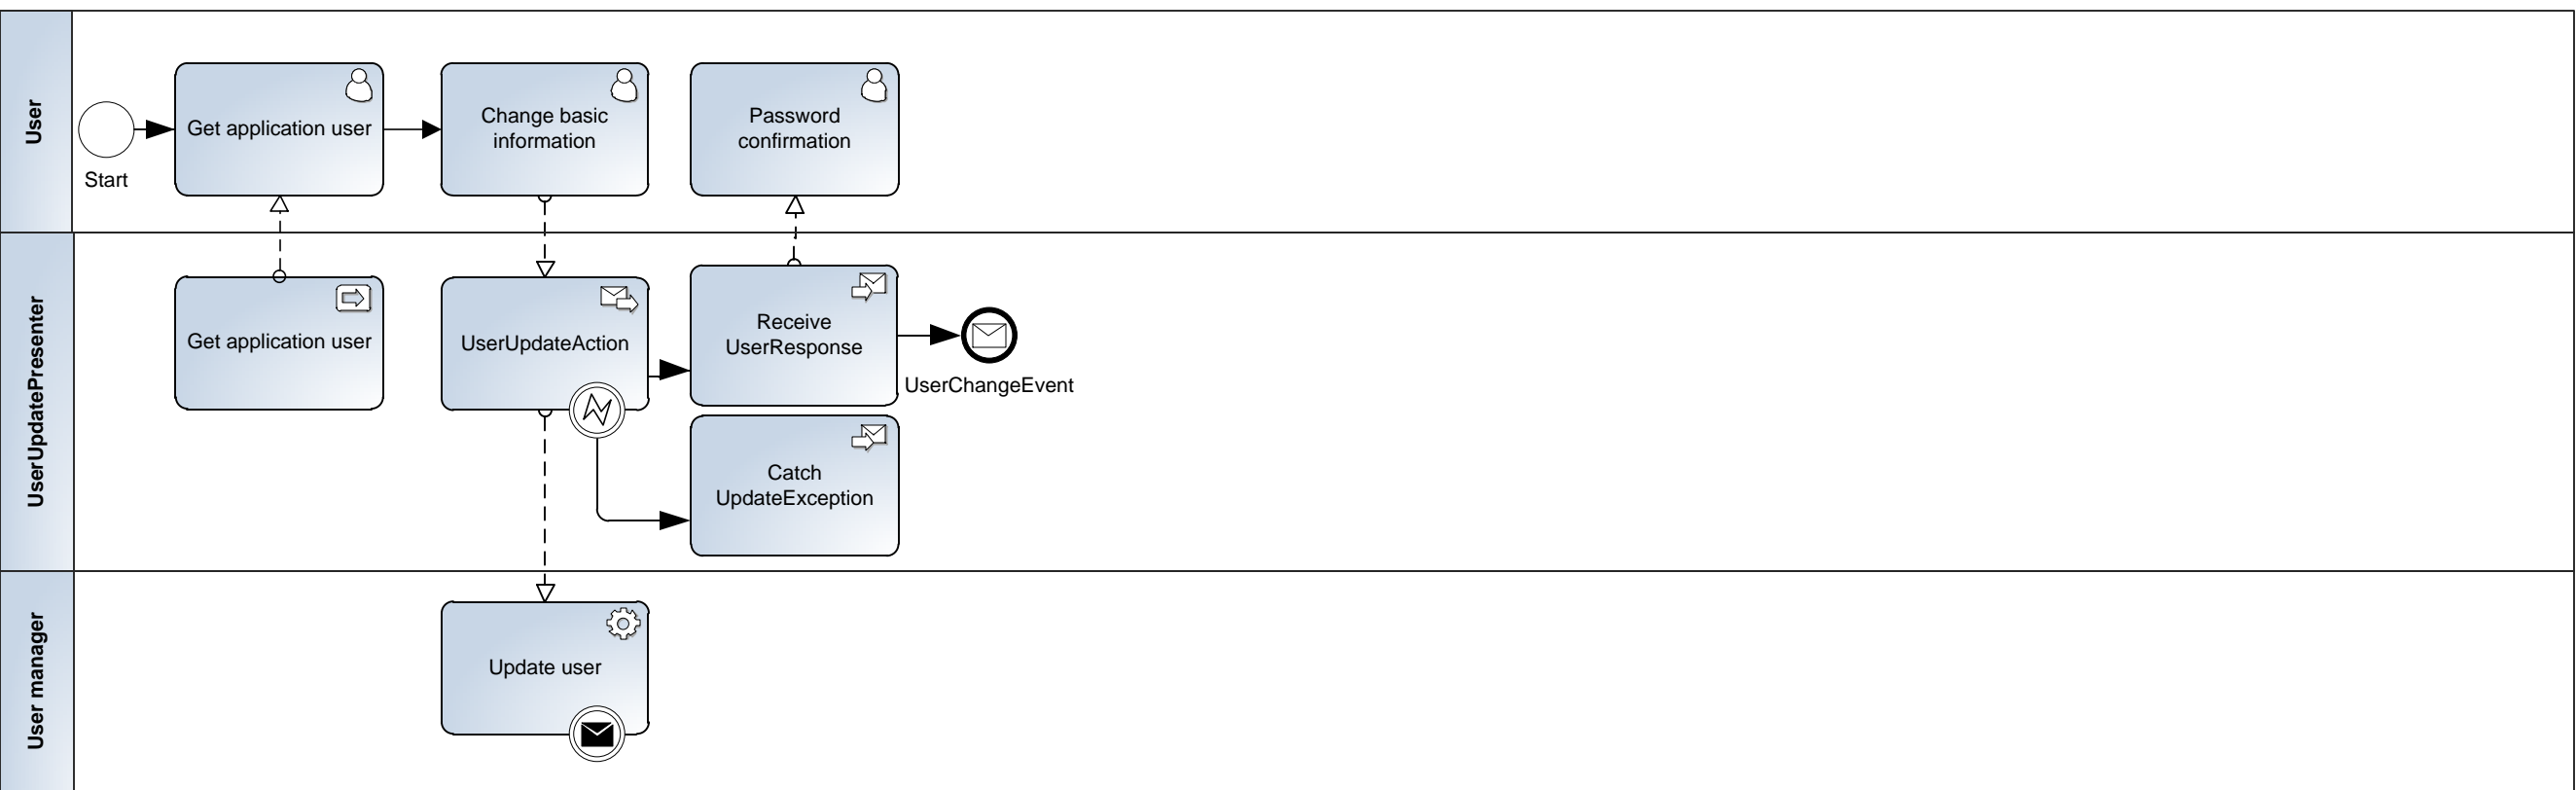 User
Start
Get application user
Change basic
information
Password
confirmation
UserUpdatePresenter
Get application user
UserUpdateAction
Receive
UserResponse
UserChangeEvent
Catch
UpdateException
User manager
Update user